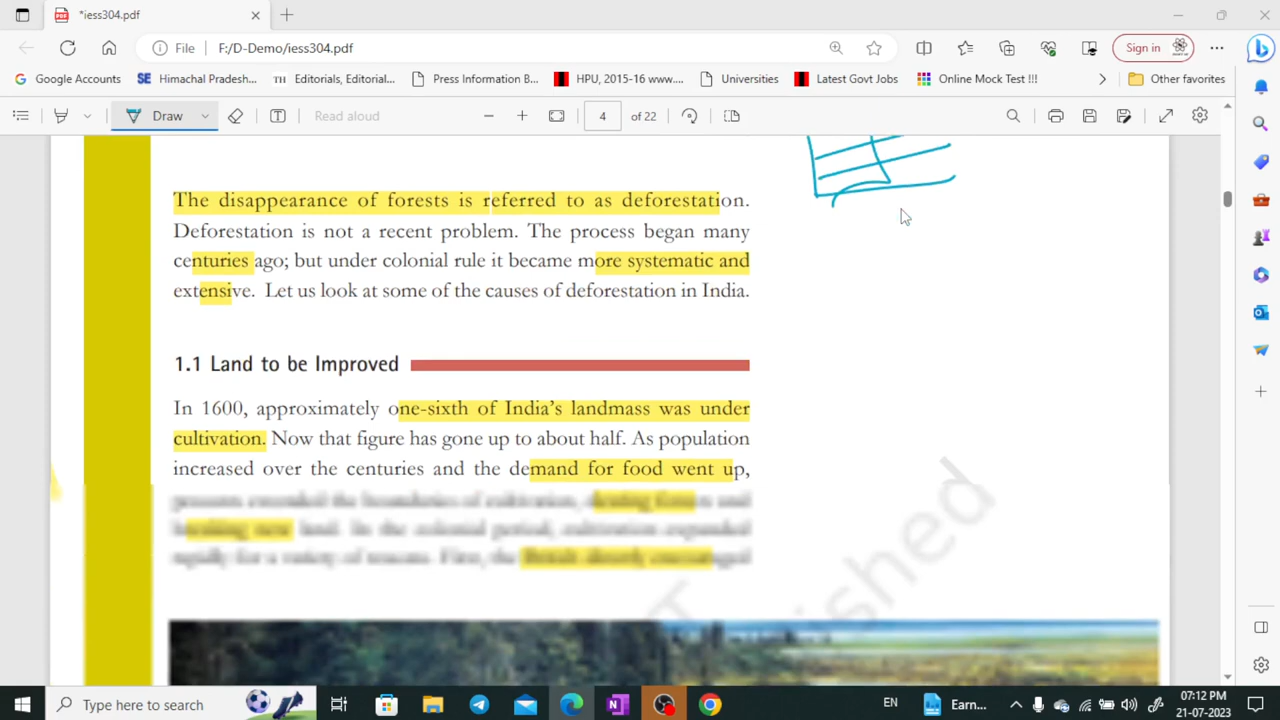 *iess304.pdf
File
F:/D-Demo/iess304.pdf
Sign in
Google Accounts
SE Himachal Pradesh...
TH Editorials, Editorial...
Press Information B...
HPU, 2015-16 www....
Universities
Latest Govt Jobs
Online Mock Test !!!
Other favorites
Draw
Read aloud
4 of 22
The disappearance of forests is referred to as deforestation.
Deforestation is not a recent problem. The process began many
centuries ago; but under colonial rule it became more systematic and
extensive. Let us look at some of the causes of deforestation in India.
1.1 Land to be Improved
In 1600, approximately one-sixth of India's landmass was under
cultivation. Now that figure has gone up to about half. As population
increased over the centuries and the demand for food went up,
Type here to search
EN
Earn...
07:12 PM
21-07-2023